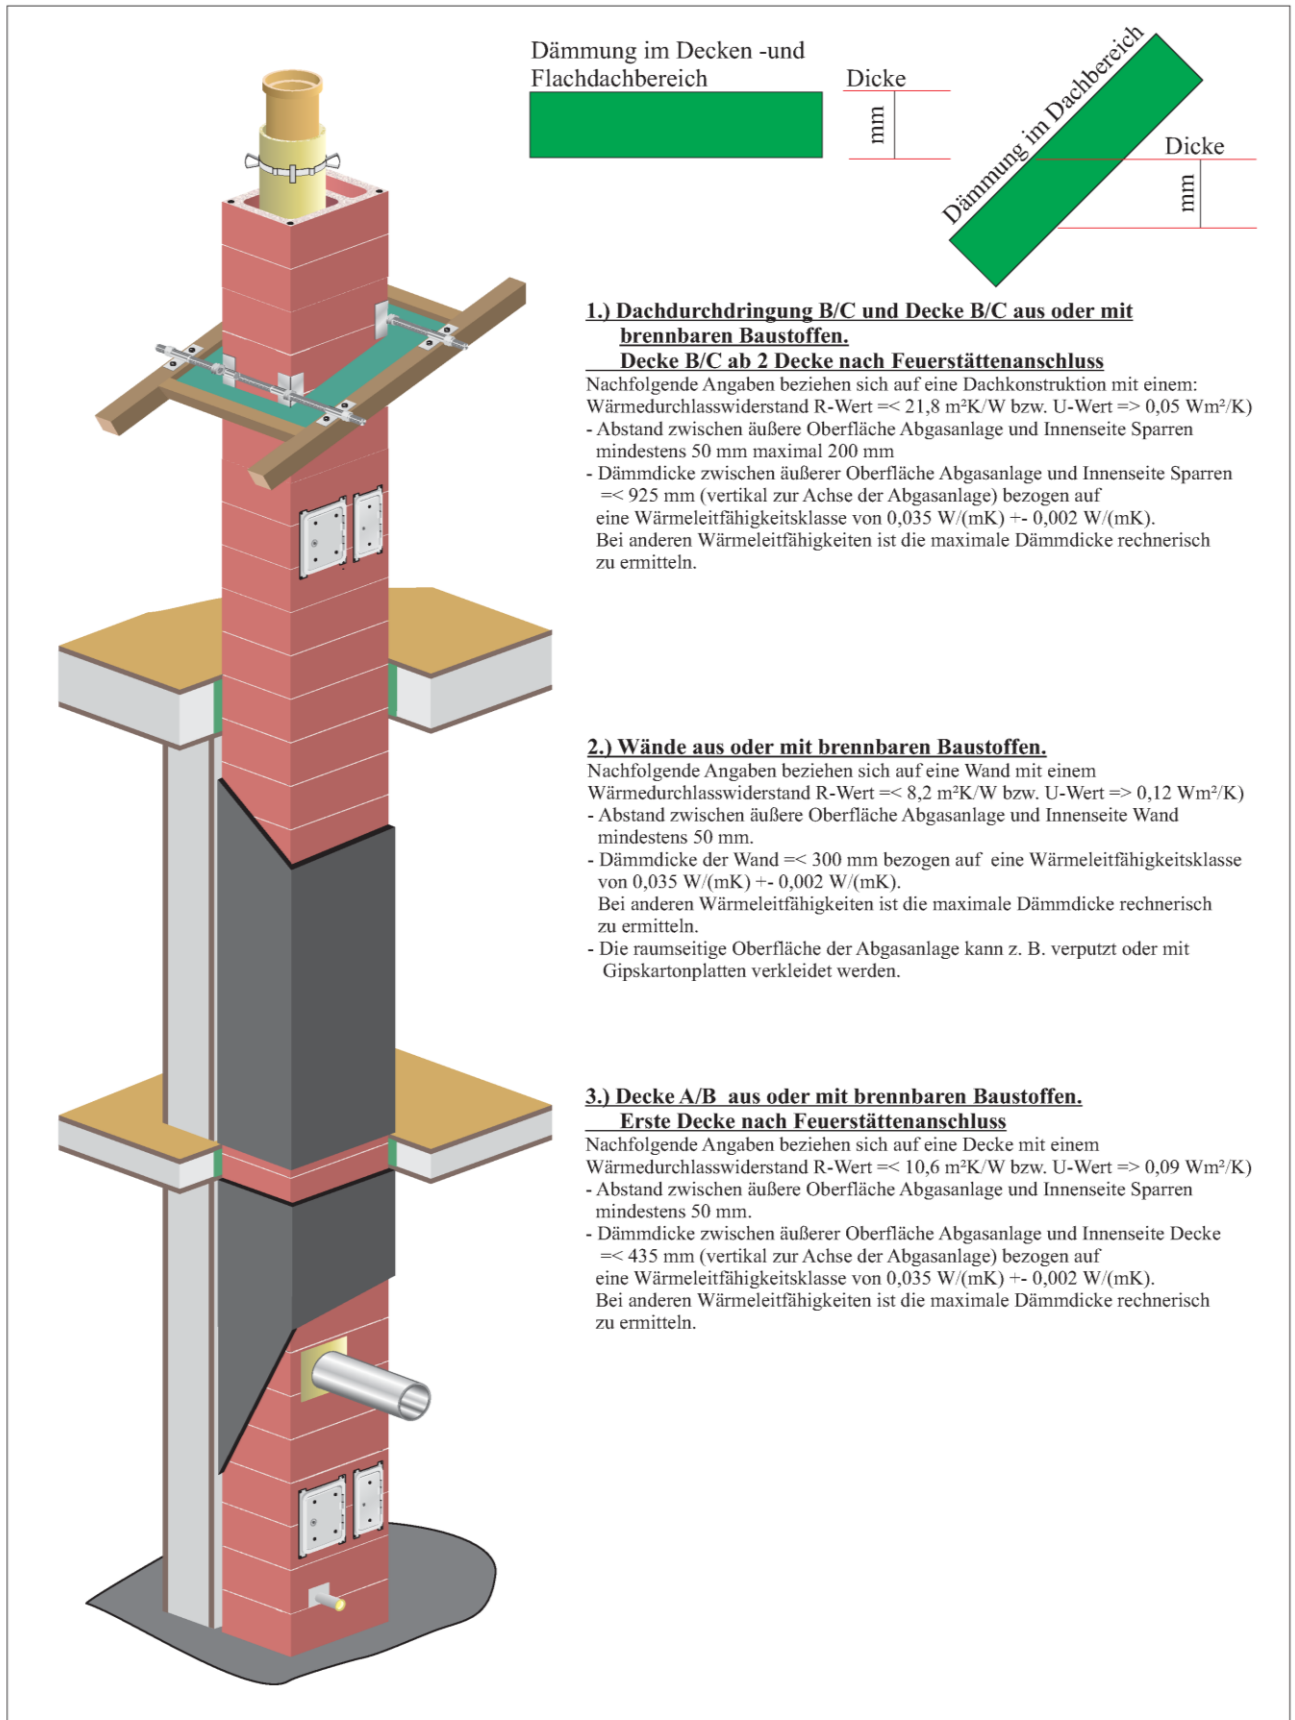 Dämmung im Decken -und
Flachdachbereich
Dicke
mm
Dämmung im Dachbereich
Dicke
mm
1.) Dachdurchdringung B/C und Decke B/C aus oder mit
brennbaren Baustoffen.
Decke B/C ab 2 Decke nach Feuerstättenanschluss
Nachfolgende Angaben beziehen sich auf eine Dachkonstruktion mit einem:
Wärmedurchlasswiderstand R-Wert =< 21,8 m²K/W bzw. U-Wert => 0,05 Wm²/K)
- Abstand zwischen äußere Oberfläche Abgasanlage und Innenseite Sparren
mindestens 50 mm maximal 200 mm
- Dämmdicke zwischen äußerer Oberfläche Abgasanlage und Innenseite Sparren
=< 925 mm (vertikal zur Achse der Abgasanlage) bezogen auf
eine Wärmeleitfähigkeitsklasse von 0,035 W/(mK) +- 0,002 W/(mK).
Bei anderen Wärmeleitfähigkeiten ist die maximale Dämmdicke rechnerisch
zu ermitteln.
2.) Wände aus oder mit brennbaren Baustoffen.
Nachfolgende Angaben beziehen sich auf eine Wand mit einem
Wärmedurchlasswiderstand R-Wert =< 8,2 m²K/W bzw. U-Wert => 0,12 Wm²/K)
- Abstand zwischen äußere Oberfläche Abgasanlage und Innenseite Wand
mindestens 50 mm.
- Dämmdicke der Wand =< 300 mm bezogen auf eine Wärmeleitfähigkeitsklasse
von 0,035 W/(mK) +- 0,002 W/(mK).
Bei anderen Wärmeleitfähigkeiten ist die maximale Dämmdicke rechnerisch
zu ermitteln.
- Die raumseitige Oberfläche der Abgasanlage kann z. B. verputzt oder mit
Gipskartonplatten verkleidet werden.
3.) Decke A/B aus oder mit brennbaren Baustoffen.
Erste Decke nach Feuerstättenanschluss
Nachfolgende Angaben beziehen sich auf eine Decke mit einem
Wärmedurchlasswiderstand R-Wert =< 10,6 m²K/W bzw. U-Wert => 0,09 Wm²/K)
- Abstand zwischen äußere Oberfläche Abgasanlage und Innenseite Sparren
mindestens 50 mm.
- Dämmdicke zwischen äußerer Oberfläche Abgasanlage und Innenseite Decke
=< 435 mm (vertikal zur Achse der Abgasanlage) bezogen auf
eine Wärmeleitfähigkeitsklasse von 0,035 W/(mK) +- 0,002 W/(mK).
Bei anderen Wärmeleitfähigkeiten ist die maximale Dämmdicke rechnerisch
zu ermitteln.